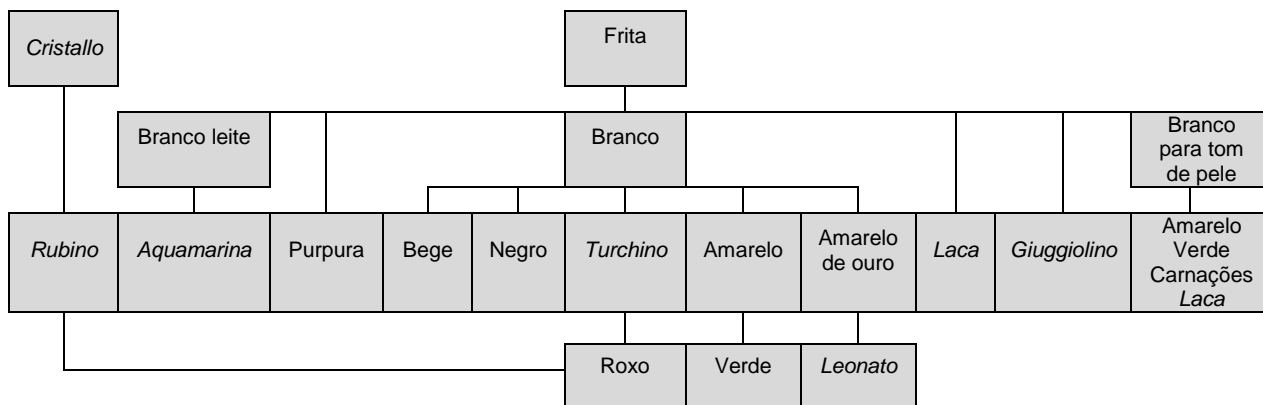 Cristallo
Frita
Branco leite
Branco
Branco
para tom
de pele
Rubino
Aquamarina
Purpura
Bege
Negro
Turchino
Amarelo
Amarelo
de ouro
Laca
Giuggiolino
Amarelo
Verde
Carnações
Laca
Roxo
Verde
Leonato